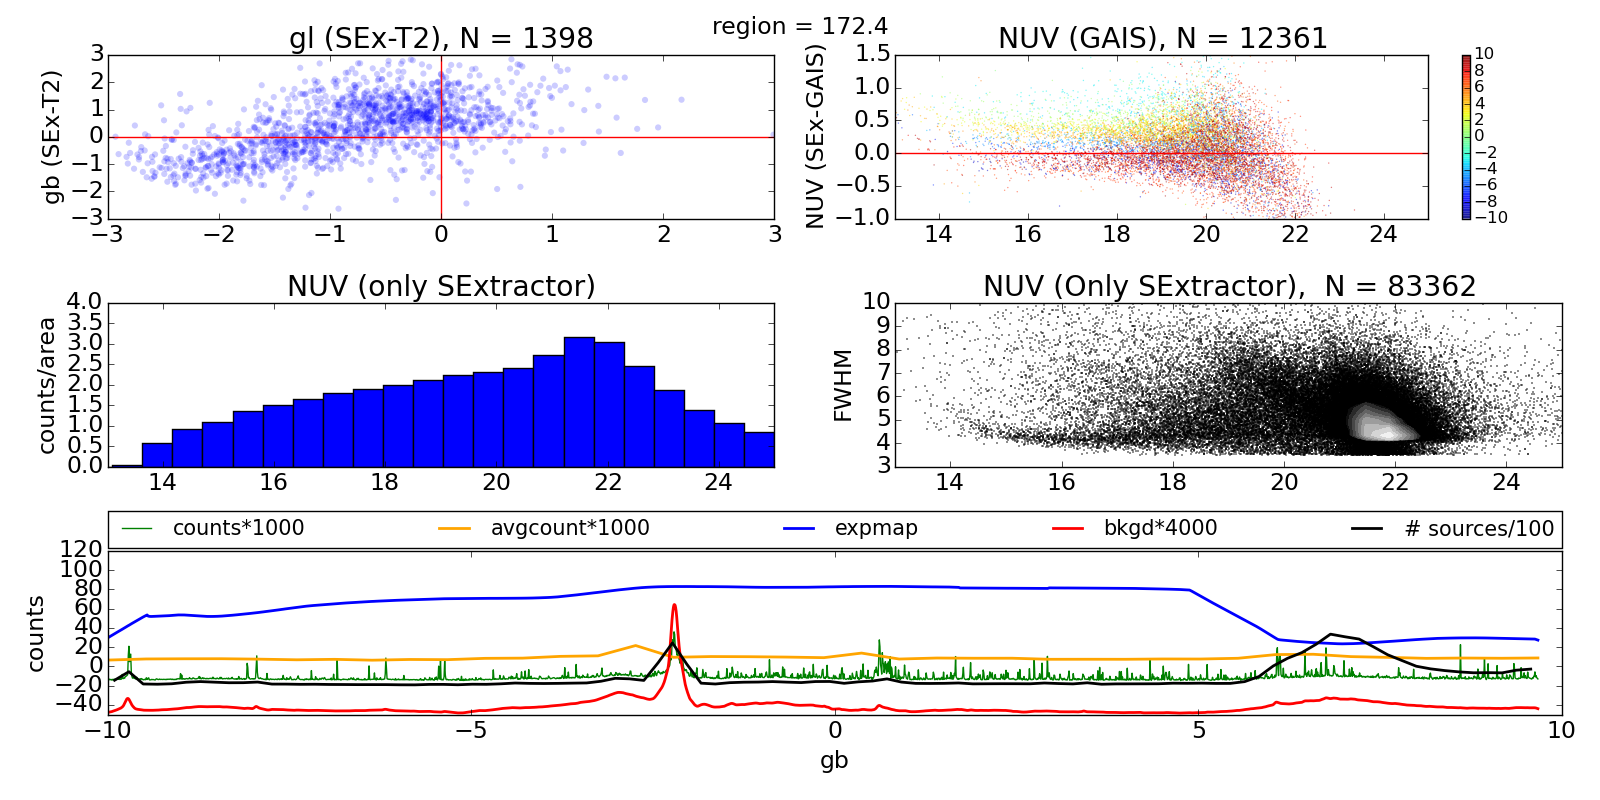 region = 172.4
gl (SEx-T2), N = 1398
gb (SEx-T2)
3
2
1
0
−1
−2
−3
−3 −2 −1 0 1 2 3
NUV (GAIS), N = 12361
NUV (SEx-GAIS)
1.5
1.0
0.5
0.0
−0.5
−1.0
14 16 18 20 22 24
10
8
6
4
2
0
−2
−4
−6
−8
−10
NUV (only SExtractor)
counts/area
4.0
3.5
3.0
2.5
2.0
1.5
1.0
0.5
0.0
14 16 18 20 22 24
NUV (Only SExtractor), N = 83362
FWHM
10
9
8
7
6
5
4
3
14 16 18 20 22 24
counts*1000 avgcount*1000 expmap bkgd*4000 # sources/100
counts
120
100
80
60
40
20
0
−20
−40
−10 −5 0 5 10
gb